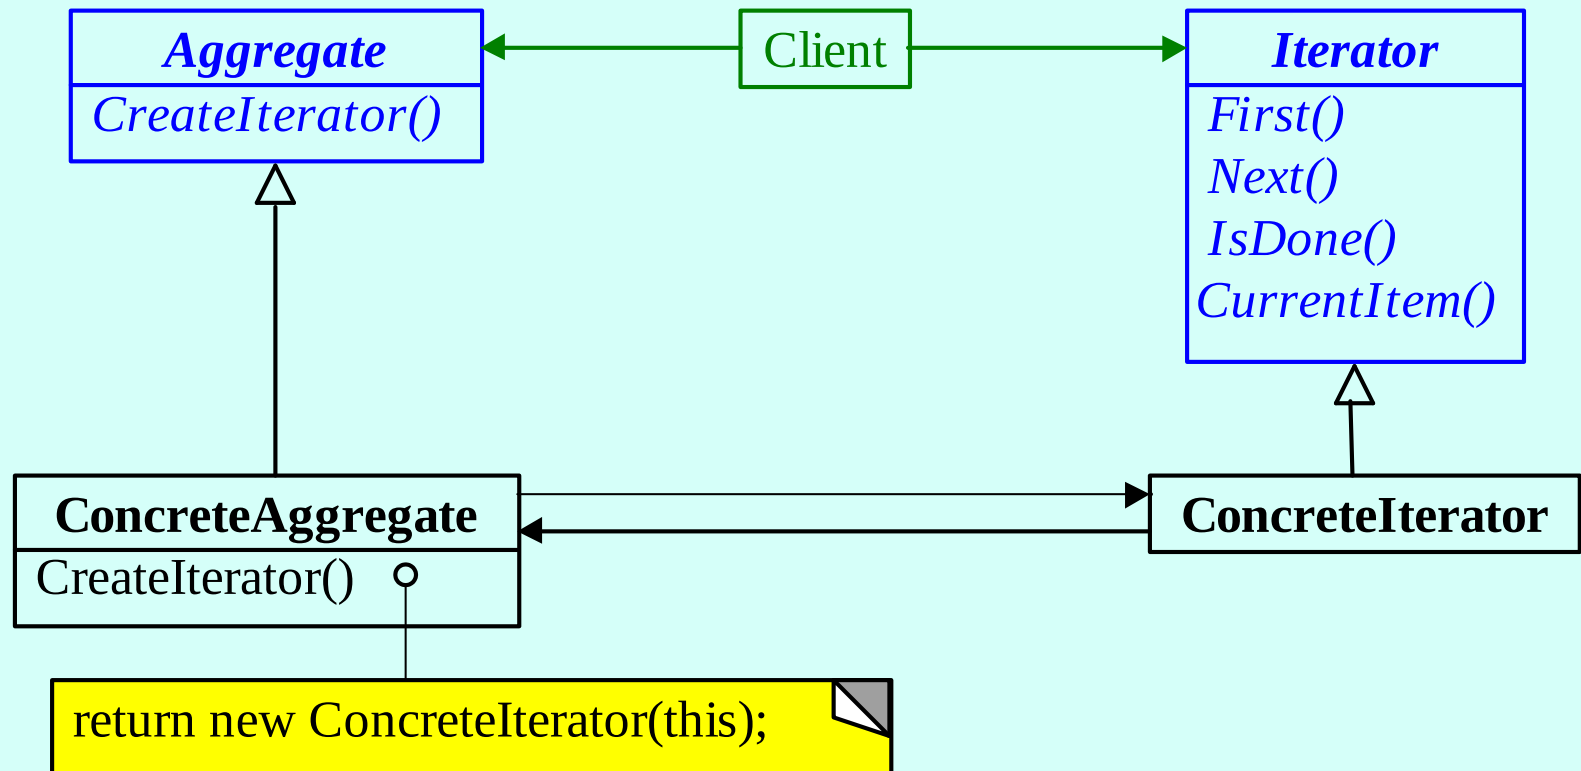 Aggregate
CreateIterator()
Client
Iterator
First()
Next()
IsDone()
CurrentItem()
ConcreteAggregate
CreateIterator()
ConcreteIterator
return new ConcreteIterator(this);